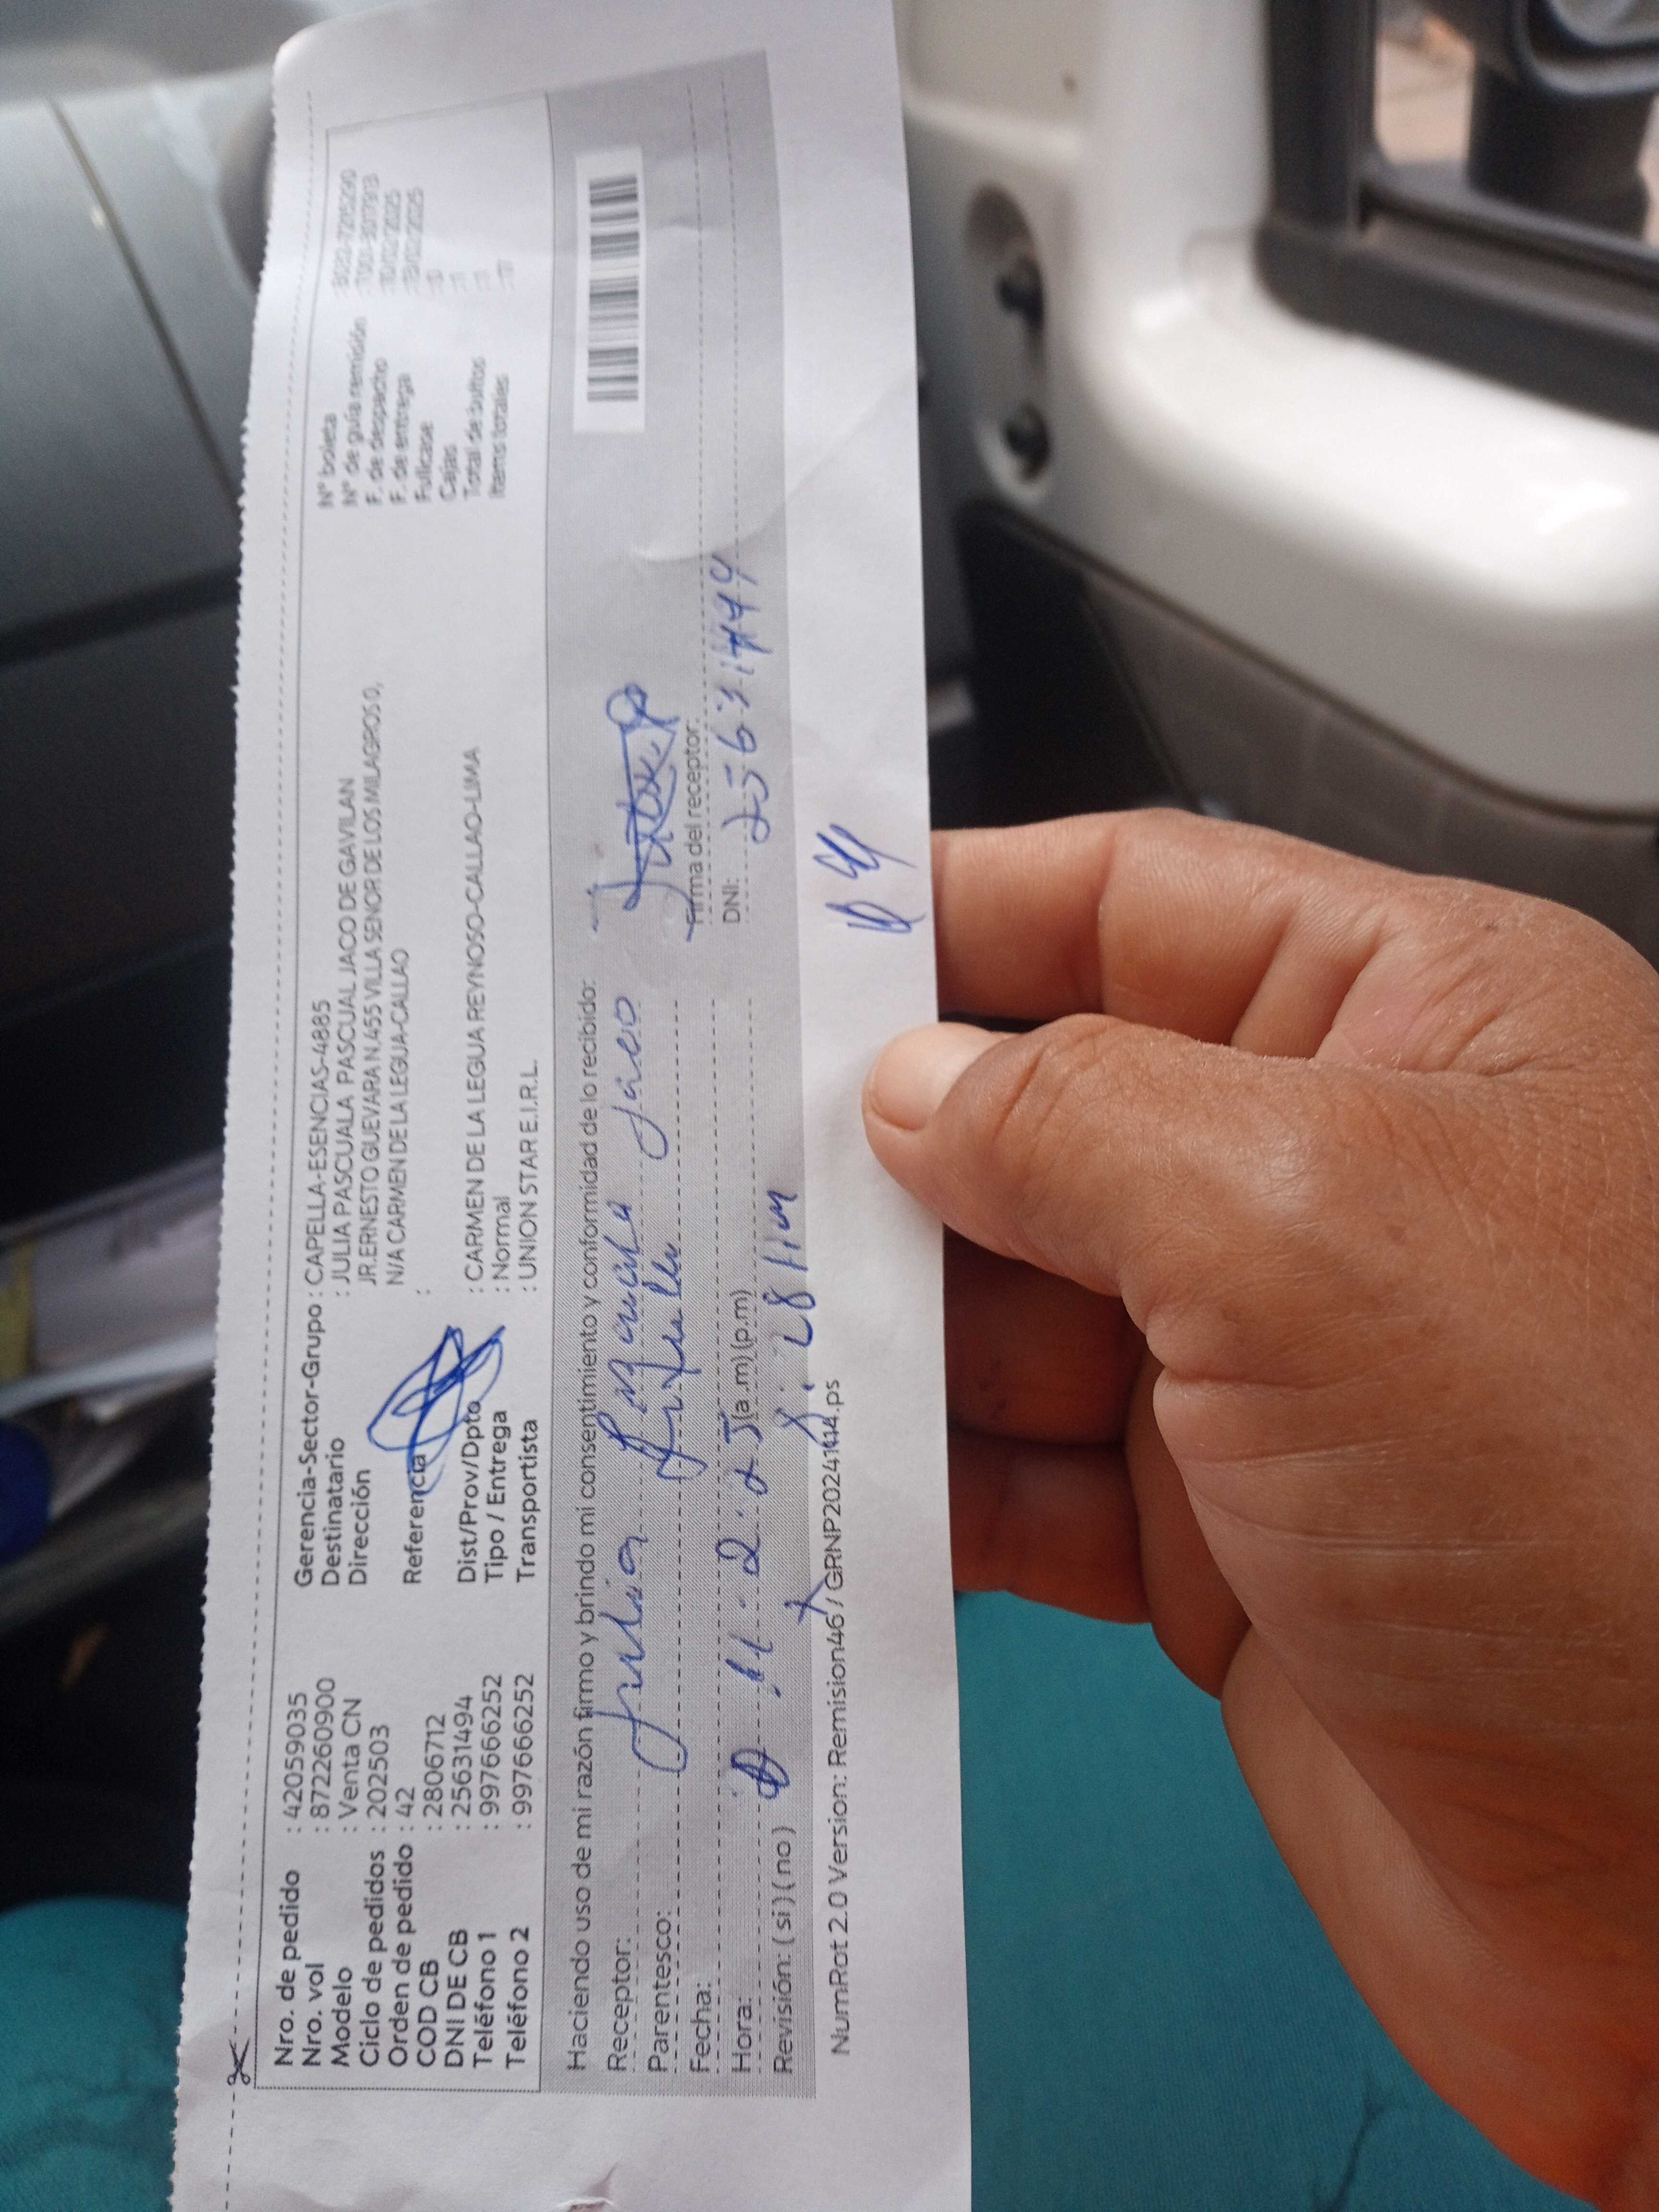 Nro. de pedido : 42059035
Nro. vol : 8722609000
Modelo : Venta CN
Ciclo de pedidos : 202503
Orden de pedido : 42
COD CB : 2806712
DNI DE CB : 25631494
Teléfono 1 : 997666252
Teléfono 2 : 997666252
Gerencia-Sector-Grupo : CAPELLA-ESENCIAS-4885
Destinatario : JULIA PASCUALA PASCUAL JACO DE GAVILAN
Dirección JR.ERNESTO GUEVARA N.455 VILLA SENOR DE LOS MILAGROS 0,
N/A CARMEN DE LA LEGUA-CALLAO
Referencia :
Dist/Prov/Dpto : CARMEN DE LA LEGUA REYNOSO-CALLAO-LIMA
Tipo / Entrega : Normal
Transportista : UNION STAR E.I.R.L.
N° boleta
N° de guía remisión
F. de despacho
F. de entrega
Fullcase
Cajas
Total de bultos
Items totales
Haciendo uso de mi razón firmo y brindo mi consentimiento y conformidad de lo recibido:
Receptor: Julia Pascuala Jaco
Parentesco:
Fecha: 11-2-25
Hora: (a.m) (p.m)
Revisión: ( si ) ( no )
Firma del receptor:
DNI:
NumRot 2.0 Version: Remision46 / GRNP20241114.ps